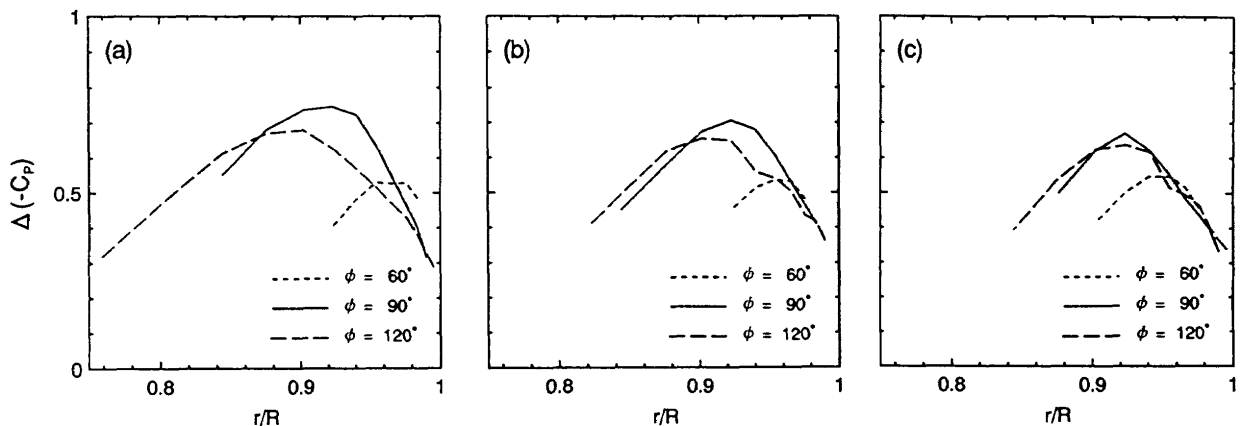 1
0.5
0
Δ (-Cp)
(a)
ϕ = 60°
ϕ = 90°
ϕ = 120°
0.8 0.9 1
r/R
(b)
ϕ = 60°
ϕ = 90°
ϕ = 120°
0.8 0.9 1
r/R
(c)
ϕ = 60°
ϕ = 90°
ϕ = 120°
0.8 0.9 1
r/R